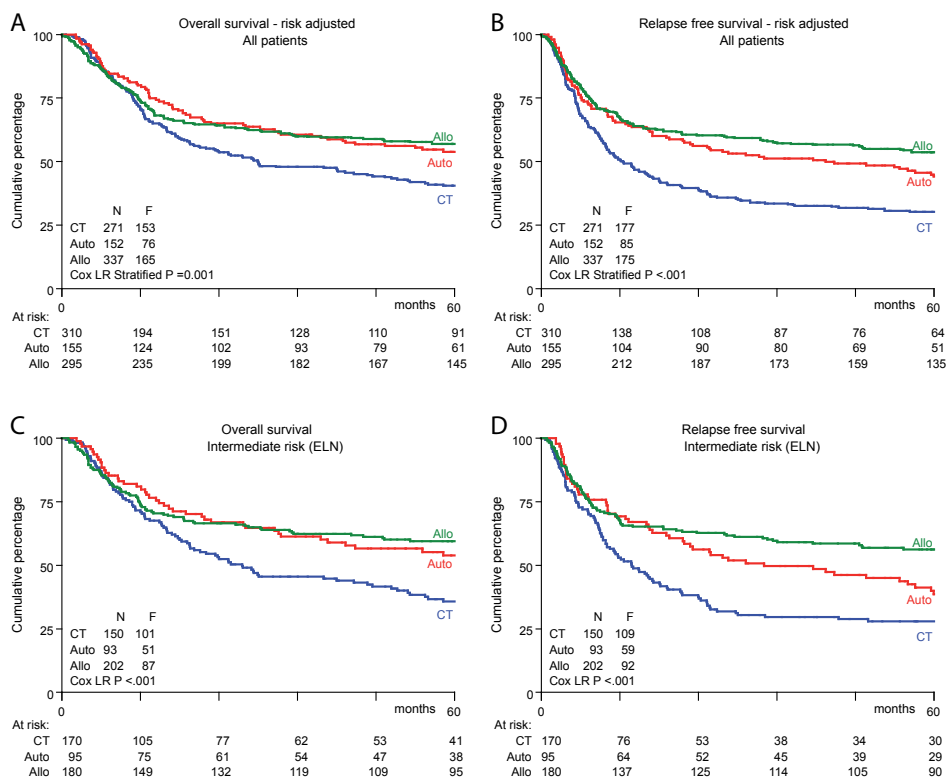 A
Overall survival - risk adjusted
All patients
Cumulative percentage
100
75
50
25
0
Allo
Auto
CT
N F
CT 271 153
Auto 152 76
Allo 337 165
Cox LR Stratified P =0.001
0 months 60
At risk:
CT 310 194 151 128 110 91
Auto 155 124 102 93 79 61
Allo 295 235 199 182 167 145
B
Relapse free survival - risk adjusted
All patients
Cumulative percentage
100
75
50
25
0
Allo
Auto
CT
N F
CT 271 177
Auto 152 85
Allo 337 175
Cox LR Stratified P <.001
0 months 60
At risk:
CT 310 138 108 87 76 64
Auto 155 104 90 80 69 51
Allo 295 212 187 173 159 135
C
Overall survival
Intermediate risk (ELN)
Cumulative percentage
100
75
50
25
0
Allo
Auto
CT
N F
CT 150 101
Auto 93 51
Allo 202 87
Cox LR P <.001
0 months 60
At risk:
CT 170 105 77 62 53 41
Auto 95 75 61 54 47 38
Allo 180 149 132 119 109 95
D
Relapse free survival
Intermediate risk (ELN)
Cumulative percentage
100
75
50
25
0
Allo
Auto
CT
N F
CT 150 109
Auto 93 59
Allo 202 92
Cox LR P <.001
0 months 60
At risk:
CT 170 76 53 38 34 30
Auto 95 64 52 45 39 29
Allo 180 137 125 114 105 90